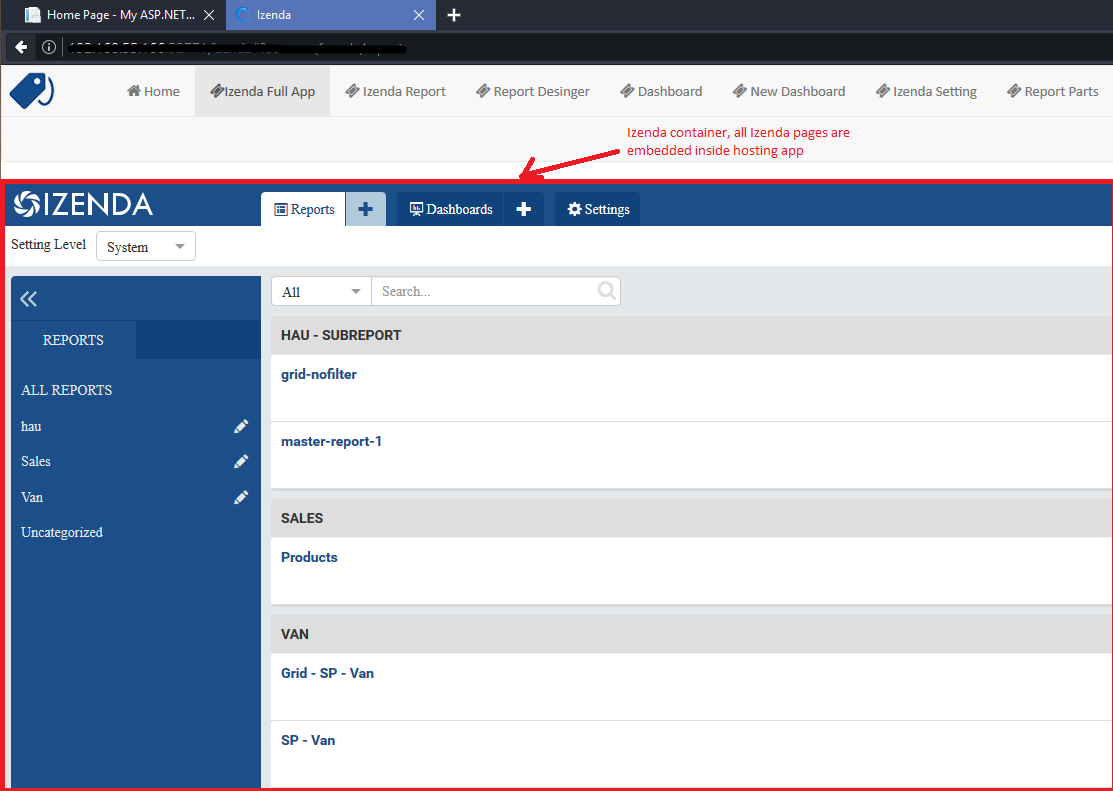 Home Page - My ASP.NET...
Izenda
Home
Izenda Full App
Izenda Report
Report Desinger
Dashboard
New Dashboard
Izenda Setting
Report Parts
Izenda container, all Izenda pages are
embedded inside hosting app
IZENDA
Reports
Dashboards
Settings
Setting Level
System
All
Search...
REPORTS
ALL REPORTS
hau
Sales
Van
Uncategorized
HAU - SUBREPORT
grid-nofilter
master-report-1
SALES
Products
VAN
Grid - SP - Van
SP - Van